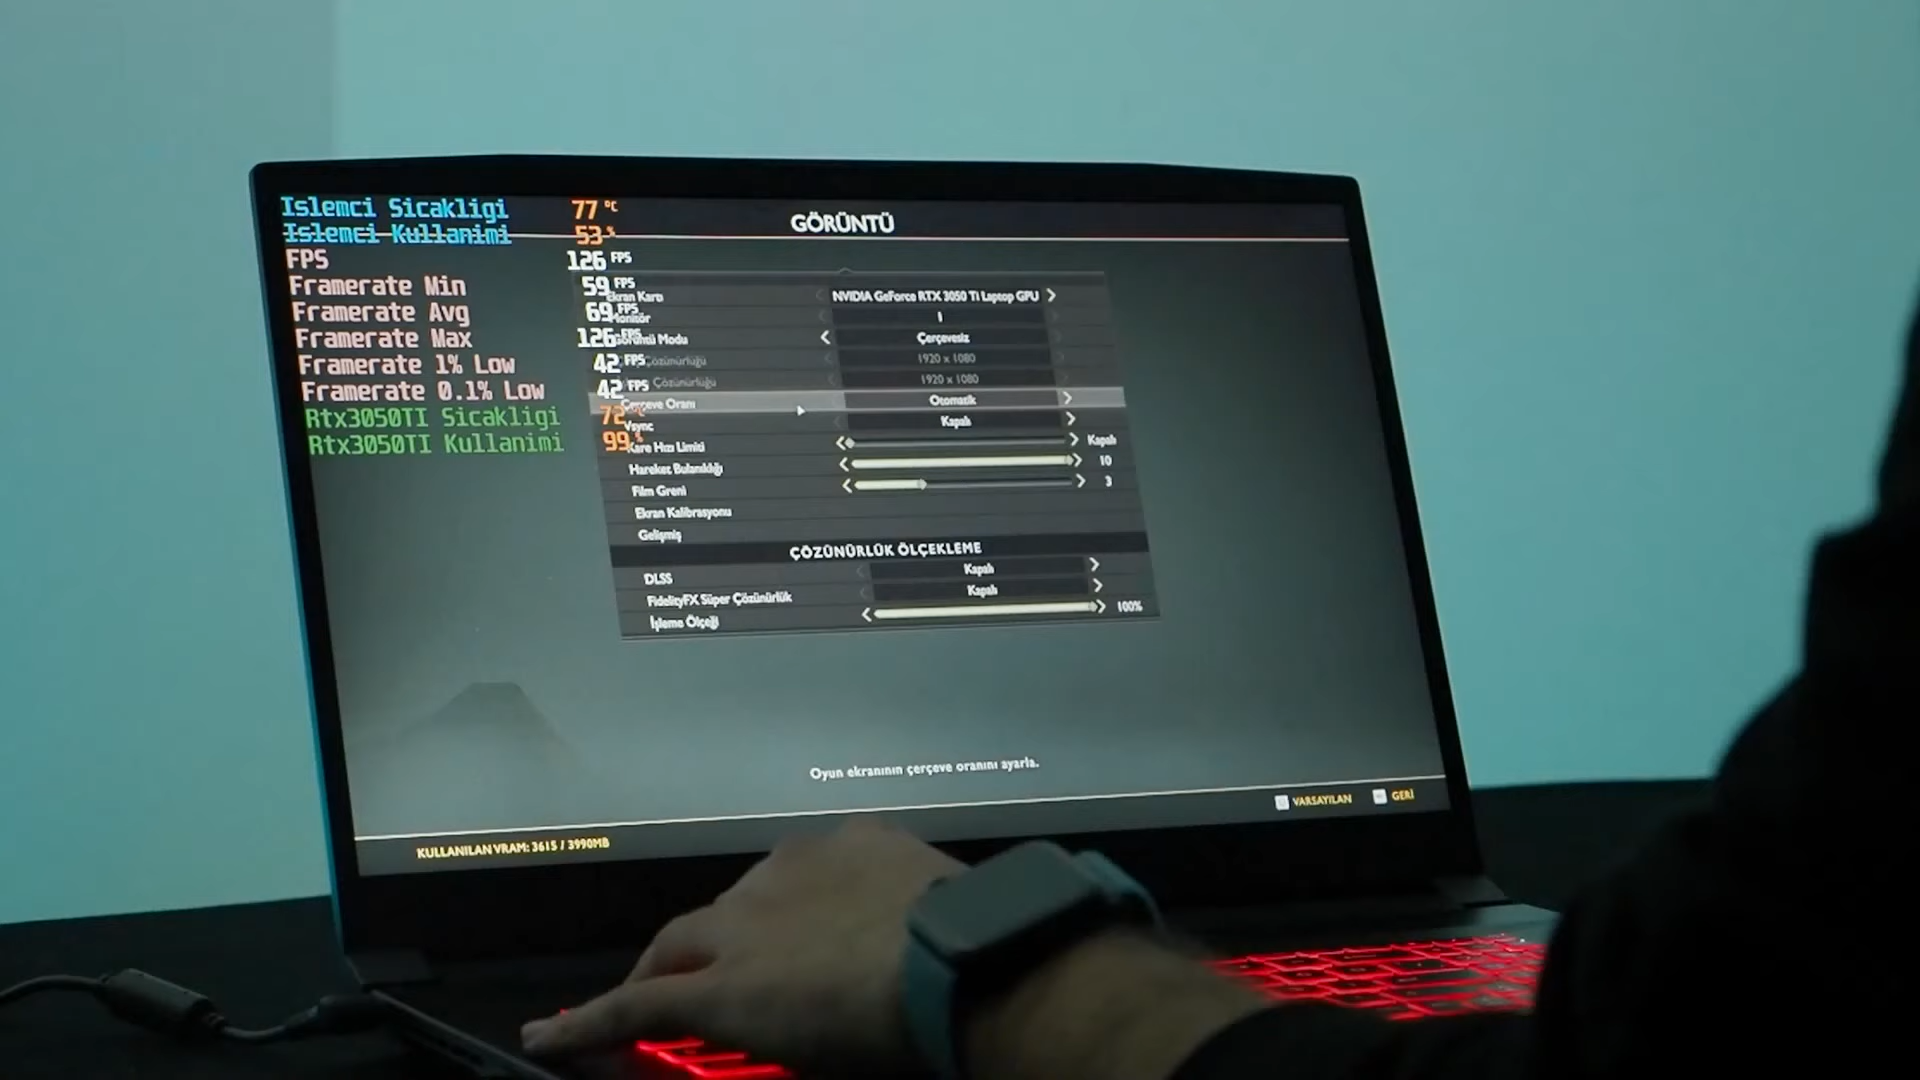 GÖRÜNTÜ
Islemci Sicakligi 77 °C
Islemci Kullanimi 53 %
FPS 126 FPS
Framerate Min 59 FPS
Framerate Avg 69 FPS
Framerate Max 126 FPS
Framerate 1% Low 42 FPS
Framerate 0.1% Low 42 FPS
Rtx3050TI Sicakligi 72 °C
Rtx3050TI Kullanimi 99 %
Ekran Kartı NVIDIA GeForce RTX 3050 Ti Laptop GPU
Monitör 1
Görüntü Modu Çerçevesiz
Çözünürlüğü 1920 x 1080
Çözünürlüğü 1920 x 1080
Çerçeve Oranı Otomatik
Vsync Kapalı
Kare Hızı Limiti Kapalı
Hareket Bulanıklığı 10
Film Greni 3
Ekran Kalibrasyonu
Gelişmiş
ÇÖZÜNÜRLÜK ÖLÇEKLEME
DLSS Kapalı
FidelityFX Süper Çözünürlük Kapalı
İşleme Ölçeği 100%
Oyun ekranının çerçeve oranını ayarla.
VARSAYILAN GERİ
KULLANILAN VRAM: 3615 / 3990MB